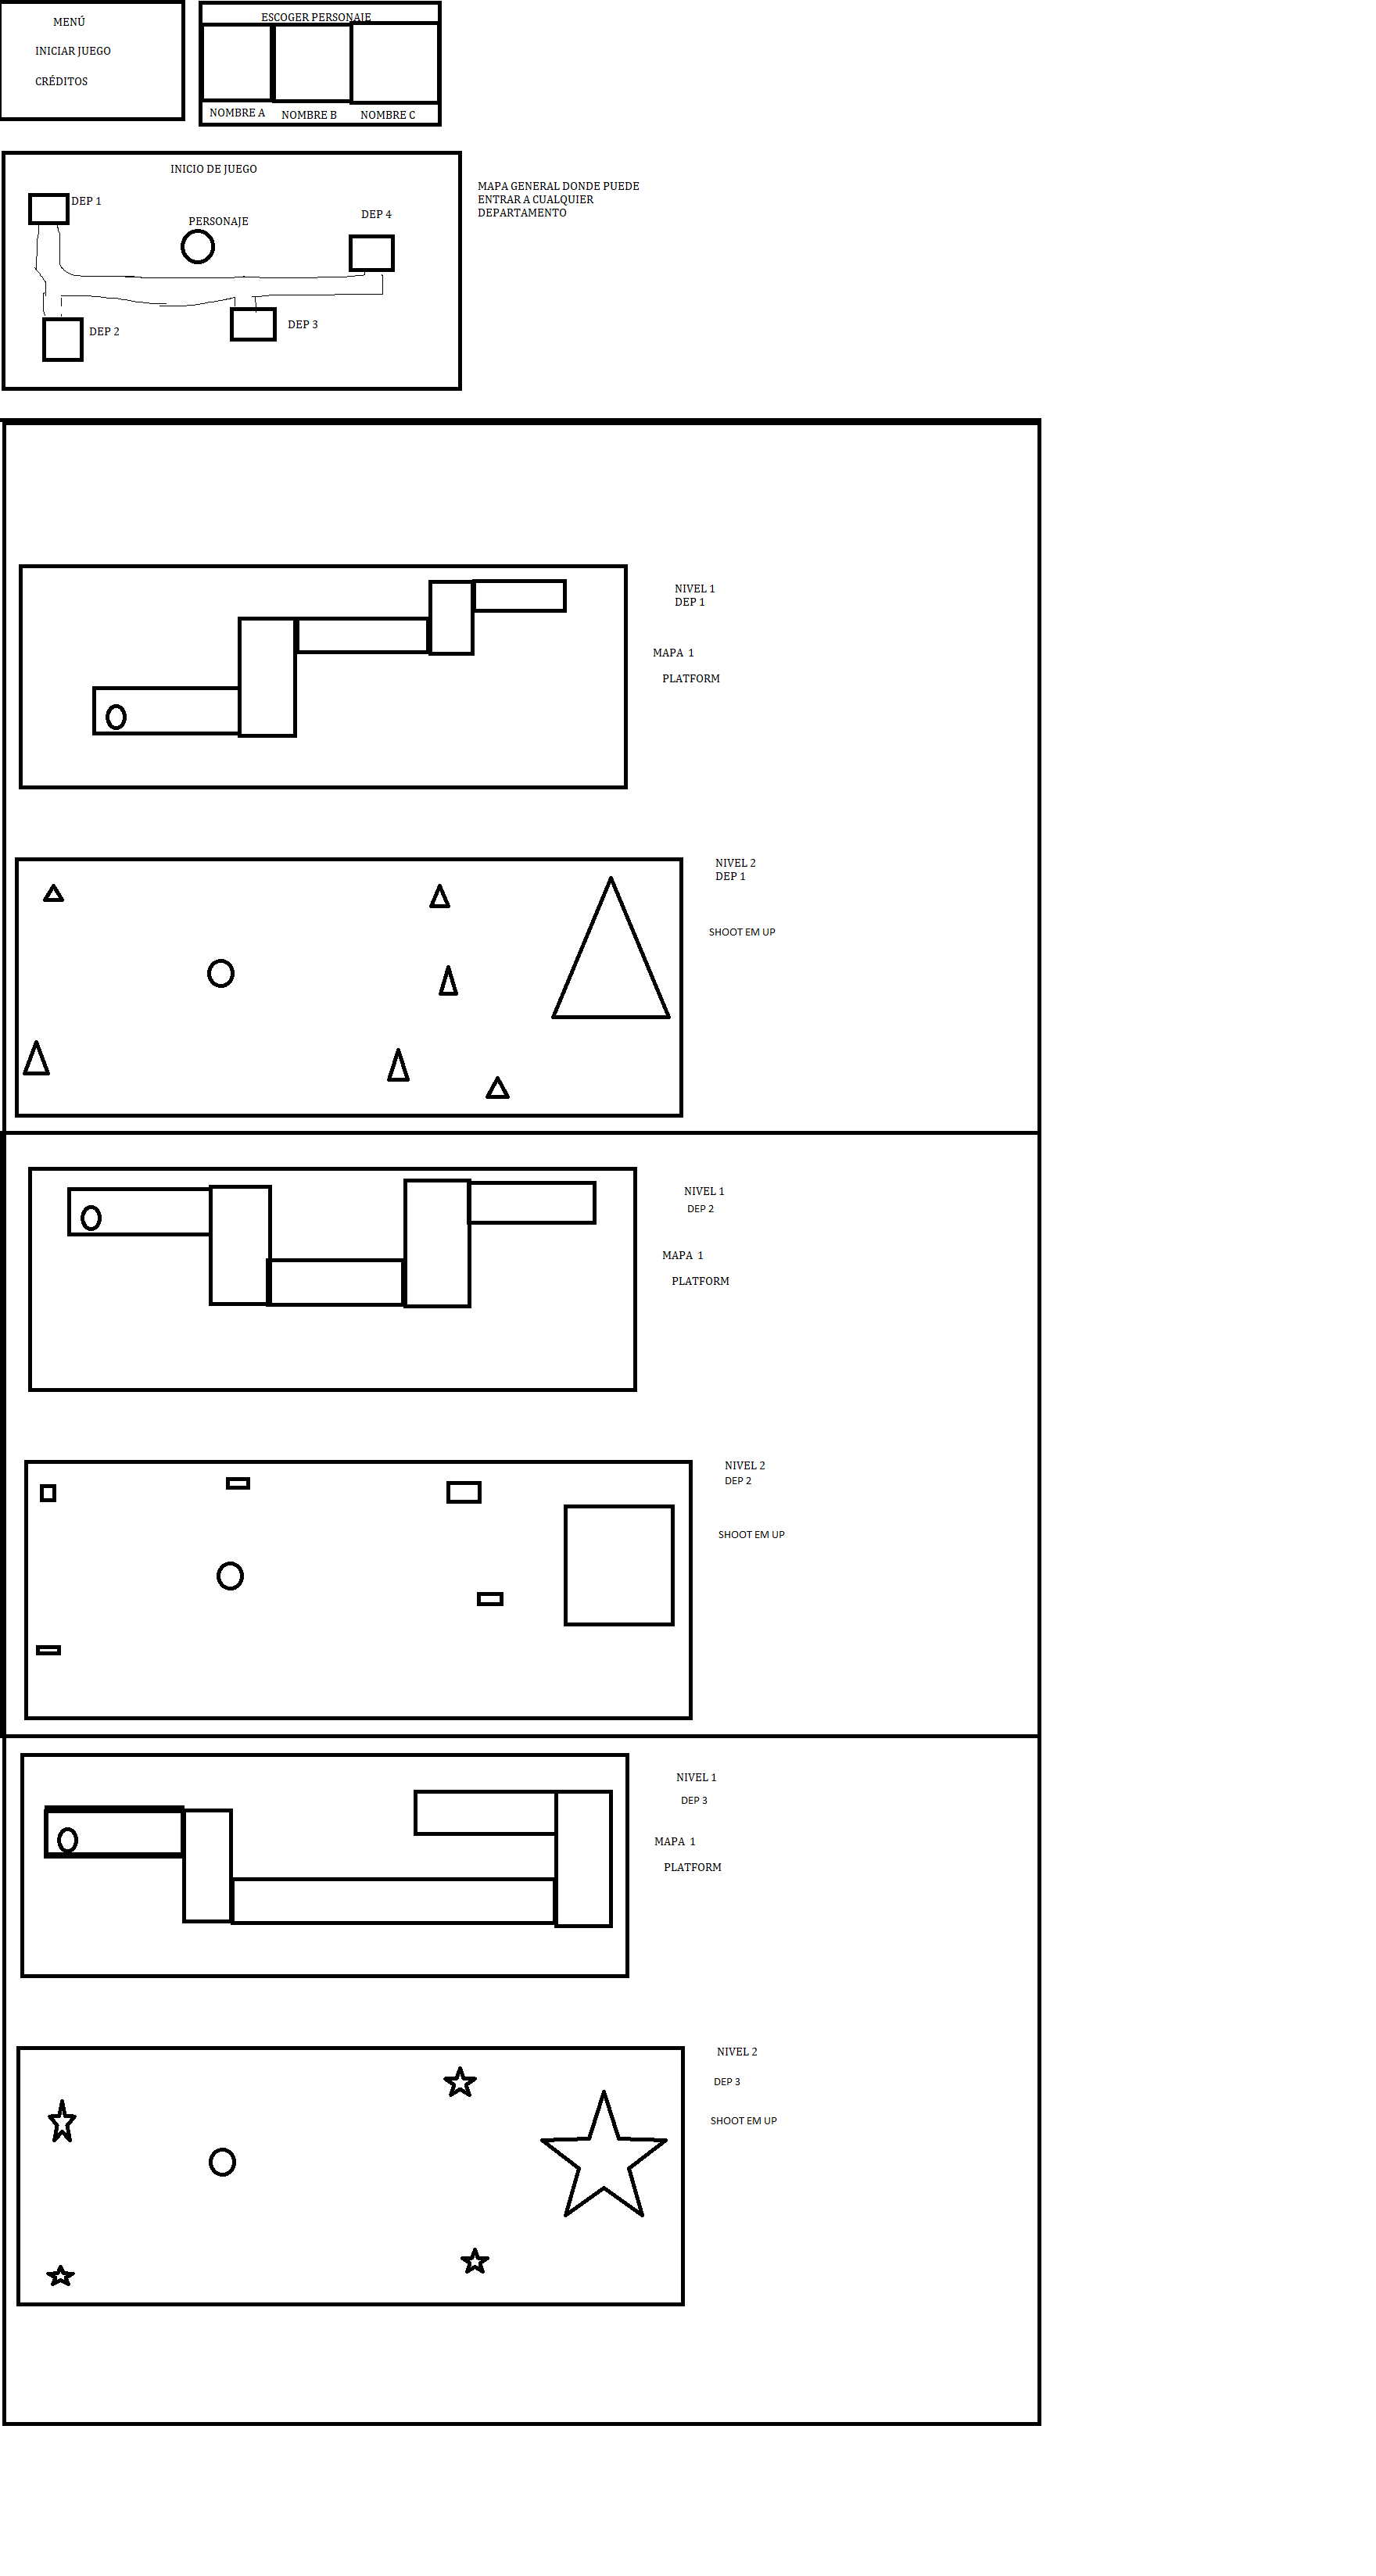 MENÚ
INICIAR JUEGO
CRÉDITOS
ESCOGER PERSONAJE
NOMBRE A
NOMBRE B
NOMBRE C
INICIO DE JUEGO
DEP 1
PERSONAJE
DEP 4
DEP 2
DEP 3
MAPA GENERAL DONDE PUEDE
ENTRAR A CUALQUIER
DEPARTAMENTO
NIVEL 1
DEP 1
MAPA 1
PLATFORM
NIVEL 2
DEP 1
SHOOT EM UP
NIVEL 1
DEP 2
MAPA 1
PLATFORM
NIVEL 2
DEP 2
SHOOT EM UP
NIVEL 1
DEP 3
MAPA 1
PLATFORM
NIVEL 2
DEP 3
SHOOT EM UP